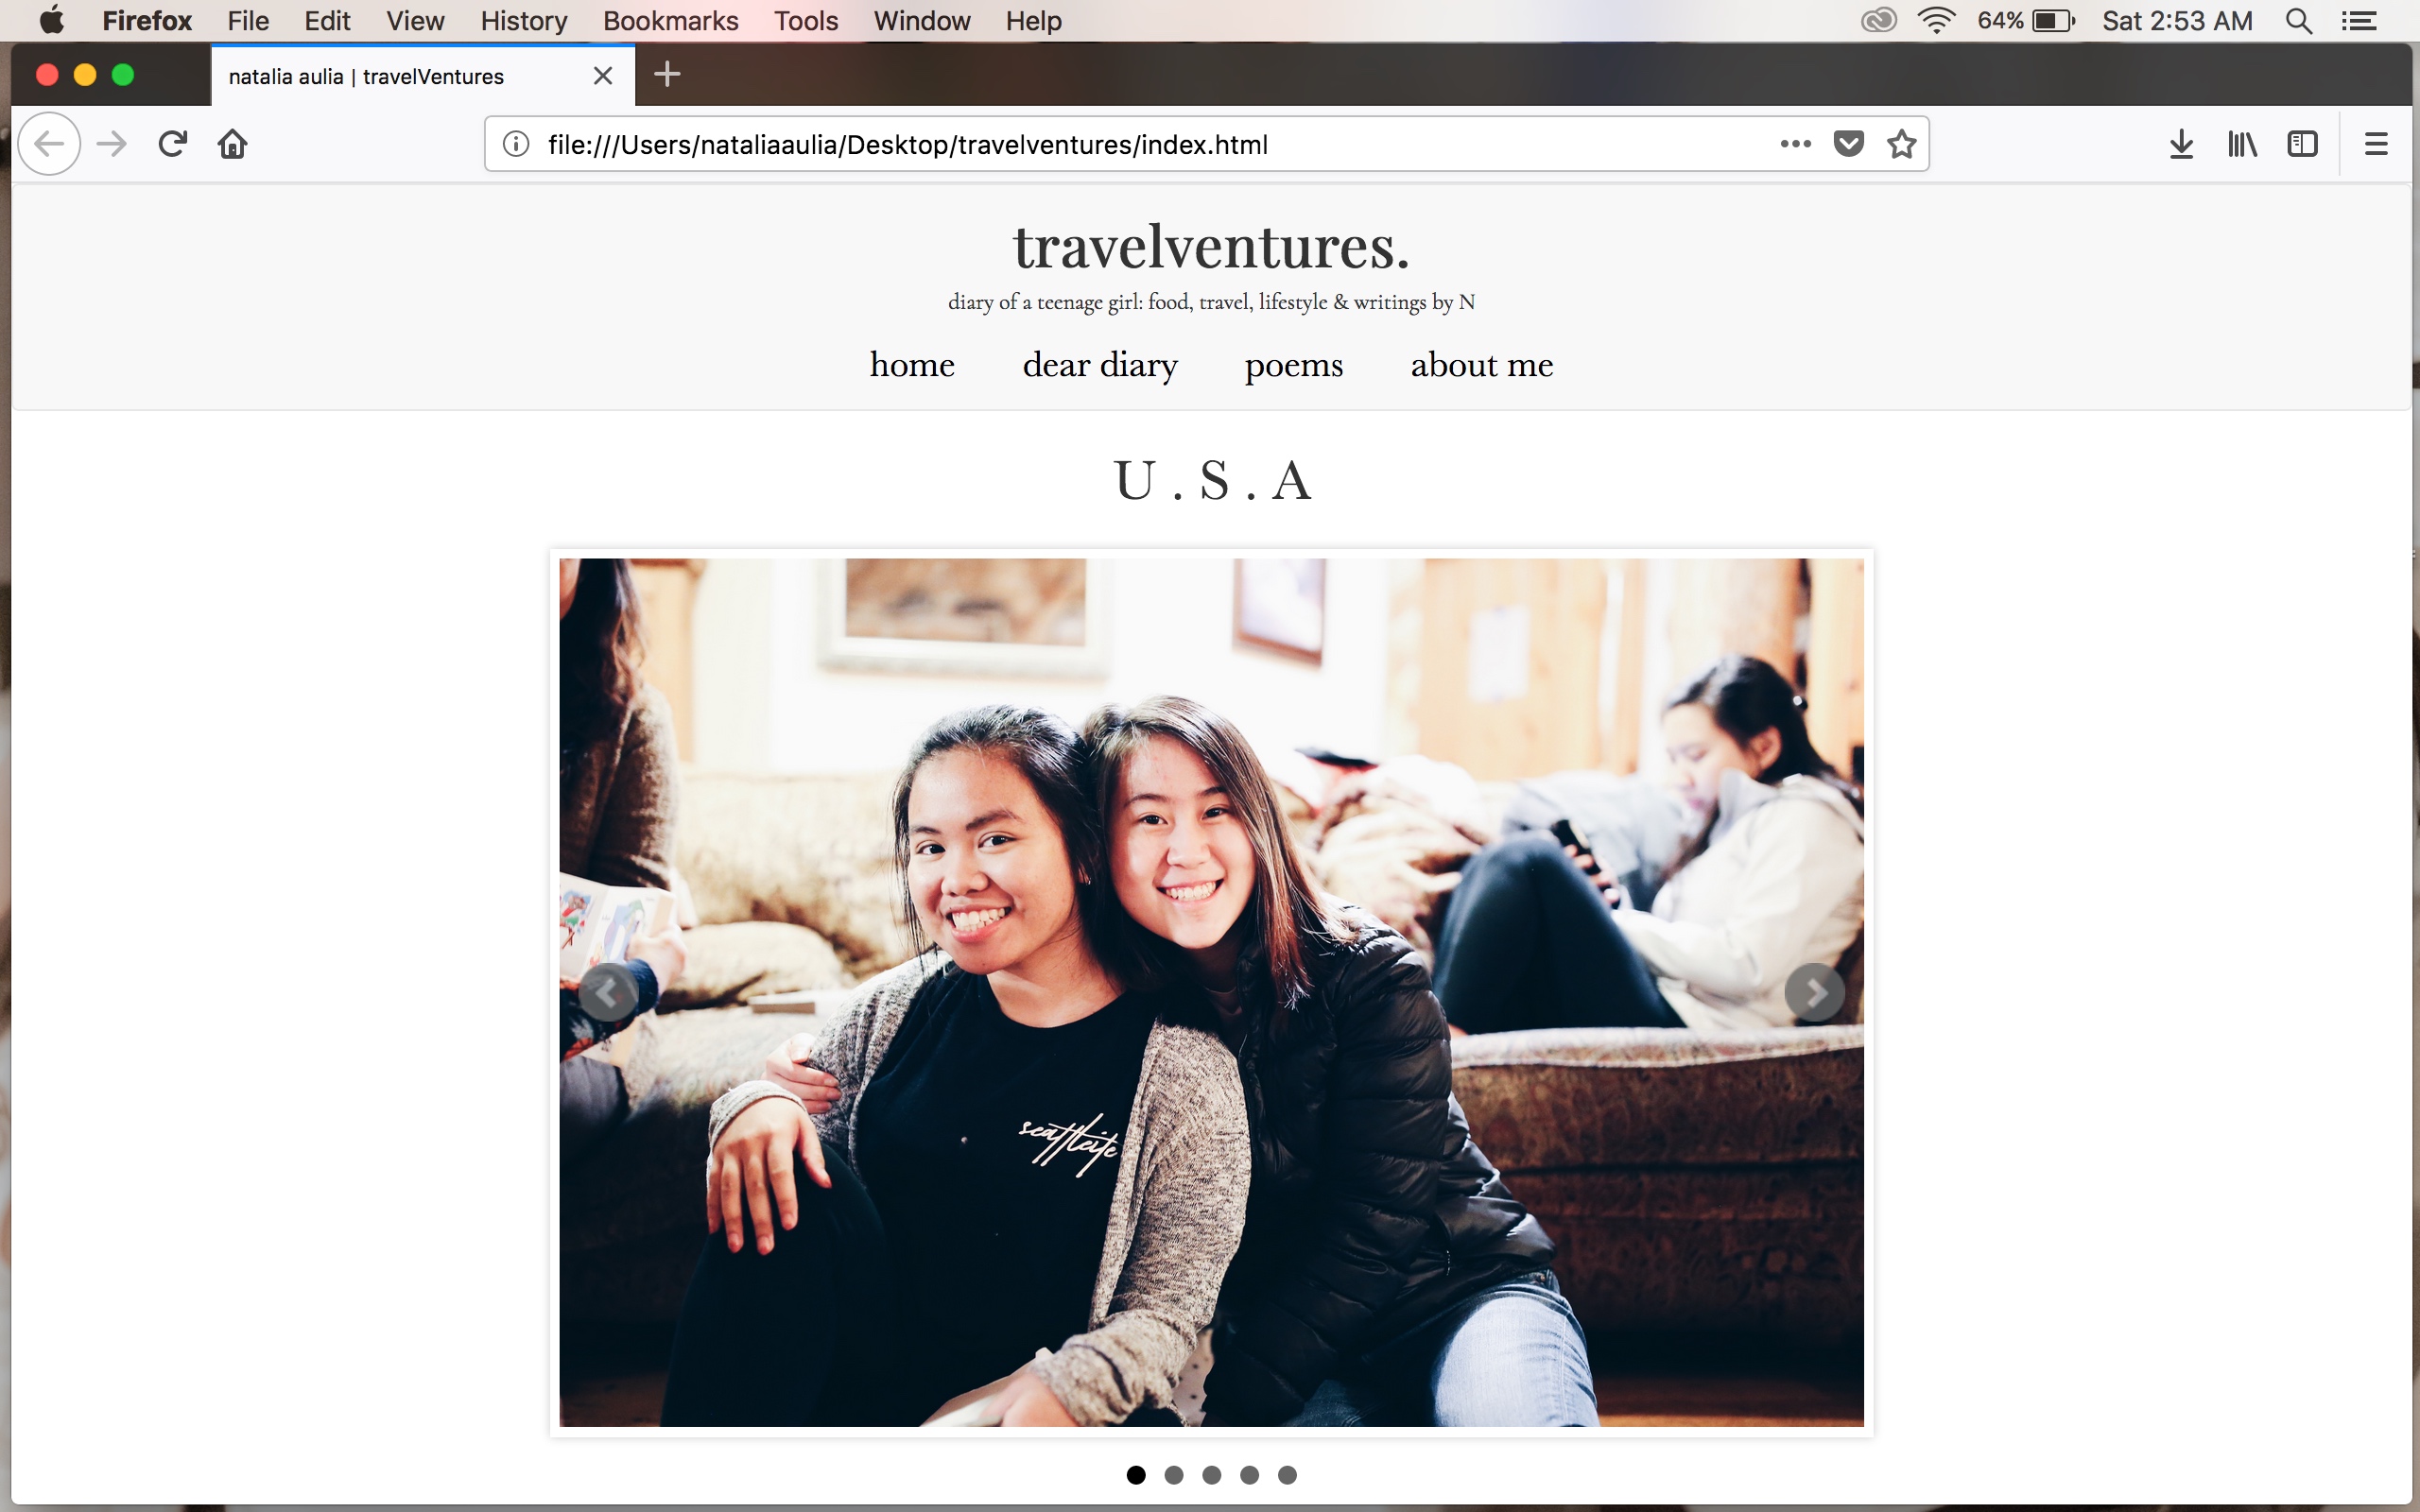 Firefox File Edit View History Bookmarks Tools Window Help 64% Sat 2:53 AM
natalia aulia | travelVentures
file:///Users/nataliaaulia/Desktop/travelventures/index.html
travelventures.
diary of a teenage girl: food, travel, lifestyle & writings by N
home dear diary poems about me
U . S . A
seattleite